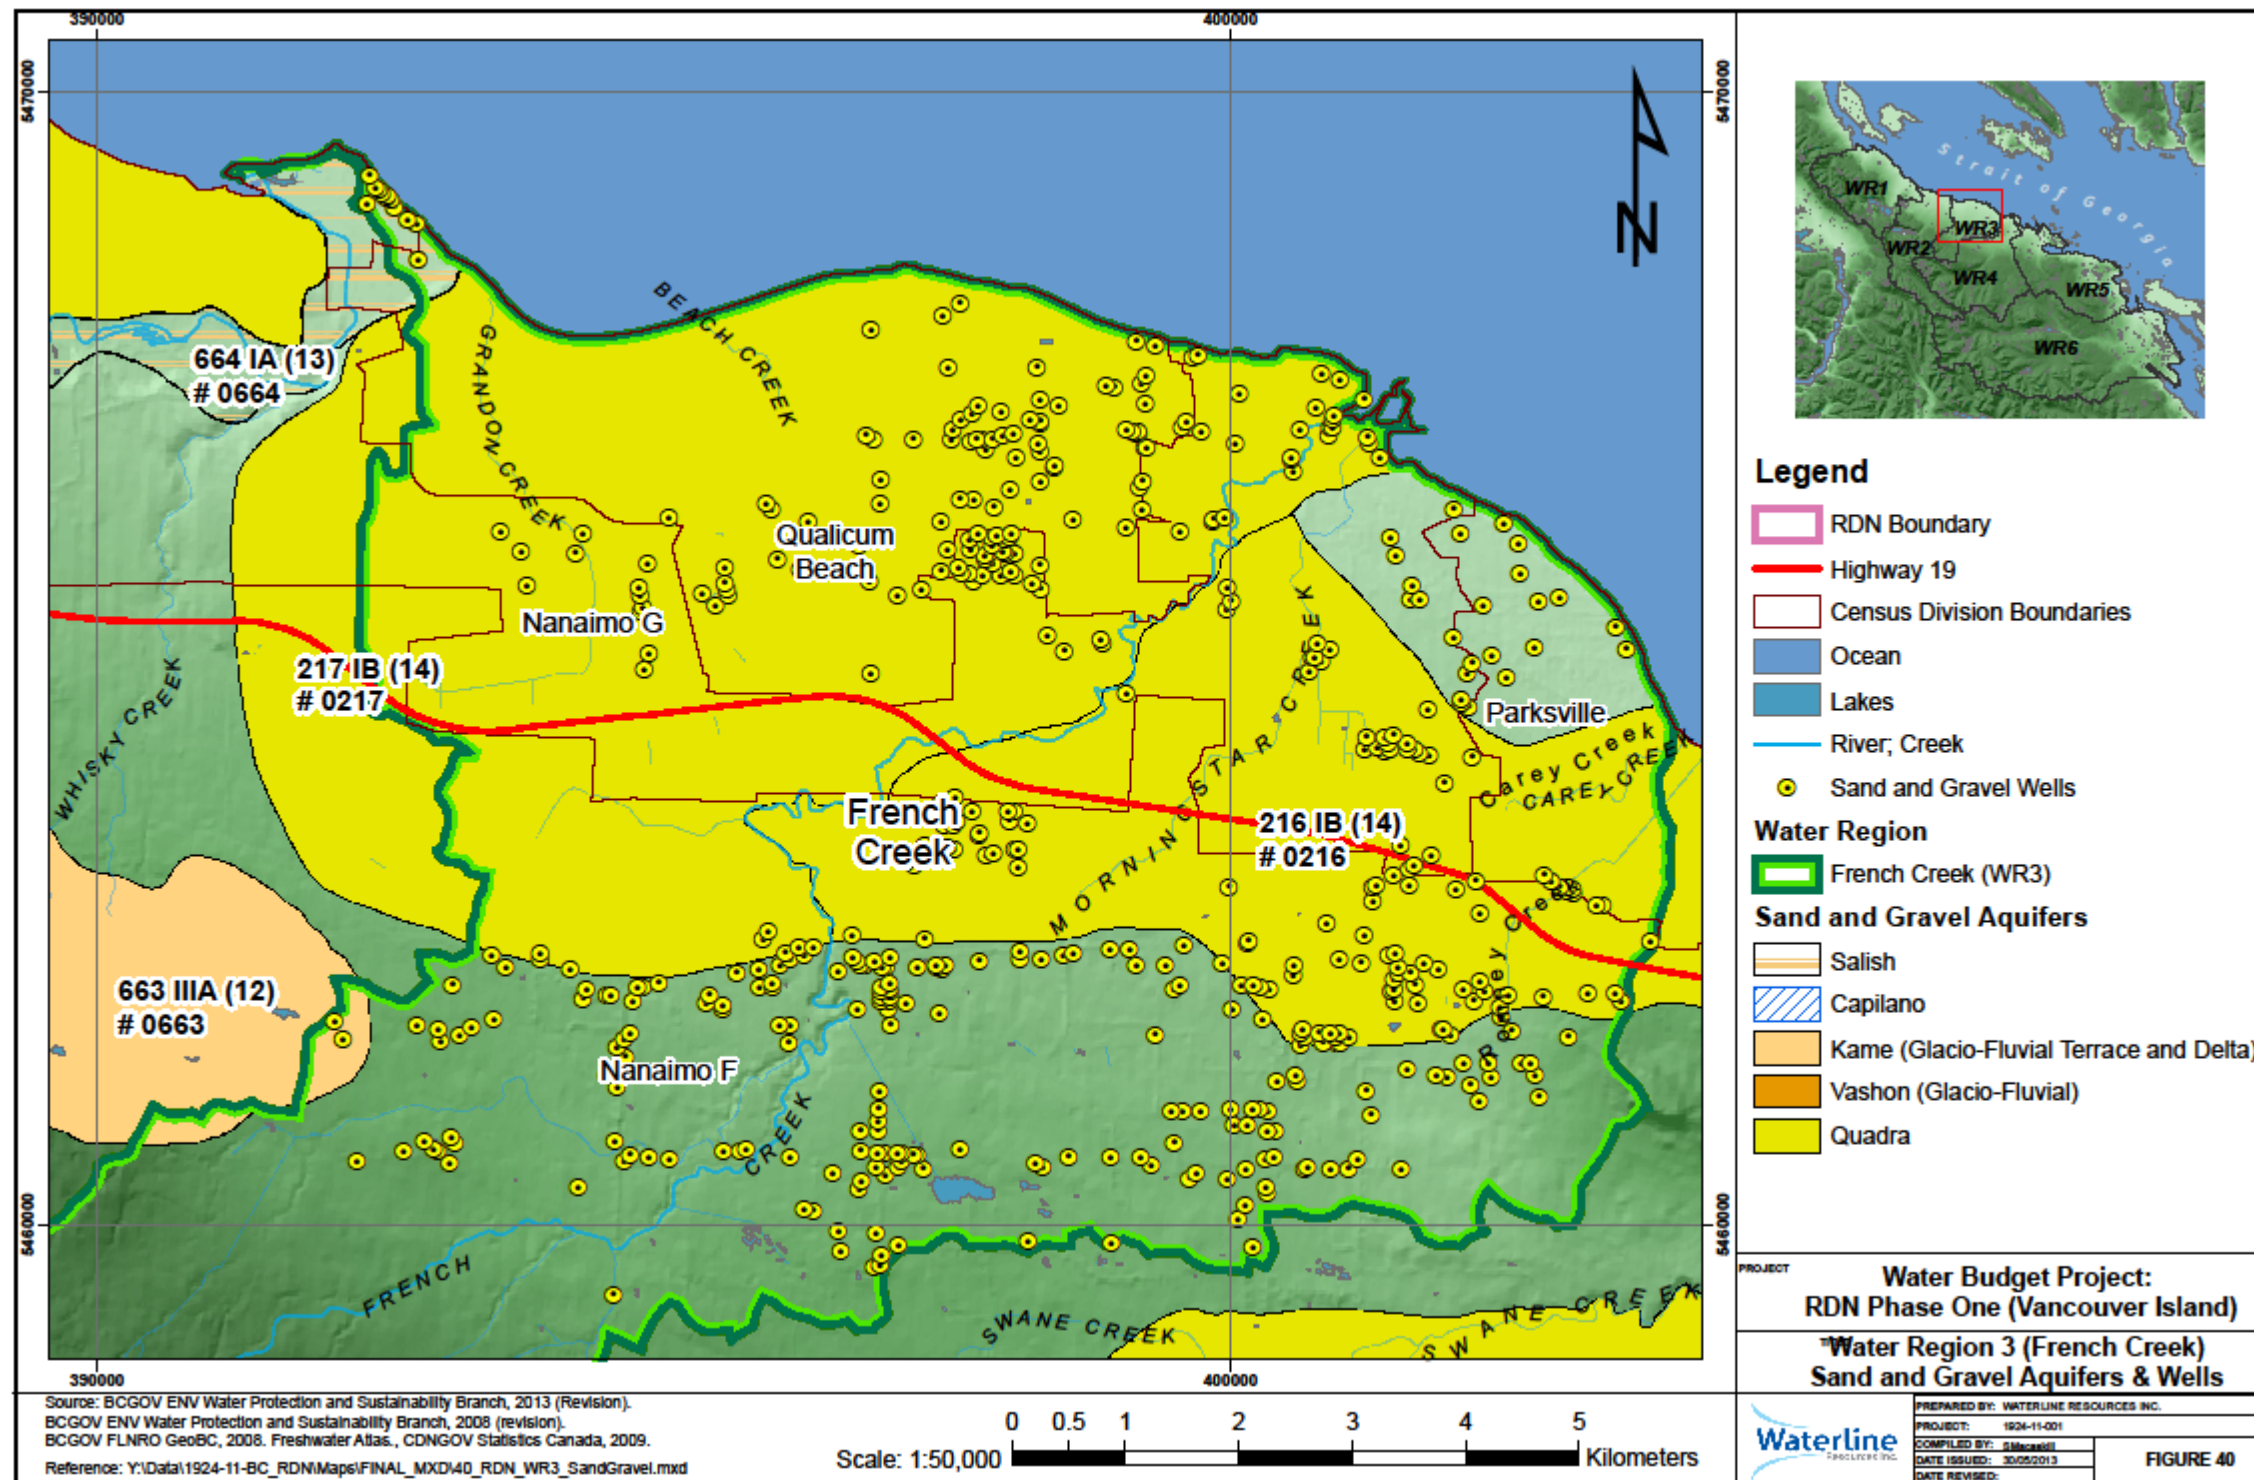 390000
400000
5470000
5470000
BEACH CREEK
GRANDON CREEK
664 IA (13)
# 0664
Qualicum
Beach
Nanaimo G
217 IB (14)
# 0217
WHISKY CREEK
MORNINGSTAR CREEK
Parksville
Carey Creek
CAREY CREEK
French
Creek
216 IB (14)
# 0216
Romney Creek
663 IIIA (12)
# 0663
Nanaimo F
FRENCH CREEK
SWANE CREEK
SWANE CREEK
5460000
5460000
390000
400000
N
Strait of Georgia
WR1
WR2
WR3
WR4
WR5
WR6
Legend
RDN Boundary
Highway 19
Census Division Boundaries
Ocean
Lakes
River; Creek
Sand and Gravel Wells
Water Region
French Creek (WR3)
Sand and Gravel Aquifers
Salish
Capilano
Kame (Glacio-Fluvial Terrace and Delta)
Vashon (Glacio-Fluvial)
Quadra
PROJECT
Water Budget Project:
RDN Phase One (Vancouver Island)
Water Region 3 (French Creek)
Sand and Gravel Aquifers & Wells
Waterline
Resources Inc.
PREPARED BY: WATERLINE RESOURCES INC.
PROJECT: 1924-11-001
COMPILED BY: SMacaskill
DATE ISSUED: 30/05/2013
DATE REVISED:
FIGURE 40
Source: BCGOV ENV Water Protection and Sustainability Branch, 2013 (Revision).
BCGOV ENV Water Protection and Sustainability Branch, 2008 (revision).
BCGOV FLNRO GeoBC, 2008. Freshwater Atlas., CDNGOV Statistics Canada, 2009.
Reference: Y:\Data\1924-11-BC_RDN\Maps\FINAL_MXD\40_RDN_WR3_SandGravel.mxd
0 0.5 1 2 3 4 5
Scale: 1:50,000
Kilometers